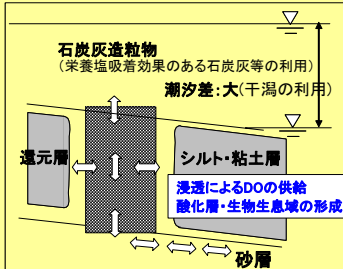 石炭灰造粒物
(栄養塩吸着効果のある石炭灰等の利用)
潮汐差:大(干潟の利用)
還元層
シルト・粘土層
浸透によるDOの供給
酸化層・生物生息域の形成
砂層